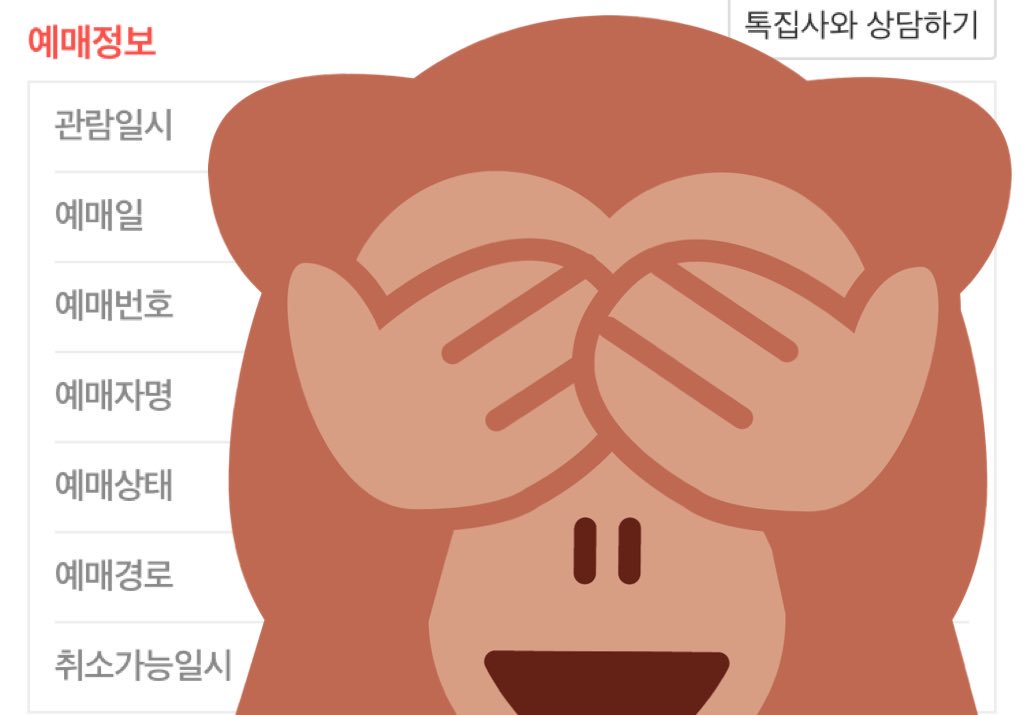 톡집사와 상담하기
예매정보
관람일시
예매일
예매번호
예매자명
예매상태
예매경로
취소가능일시